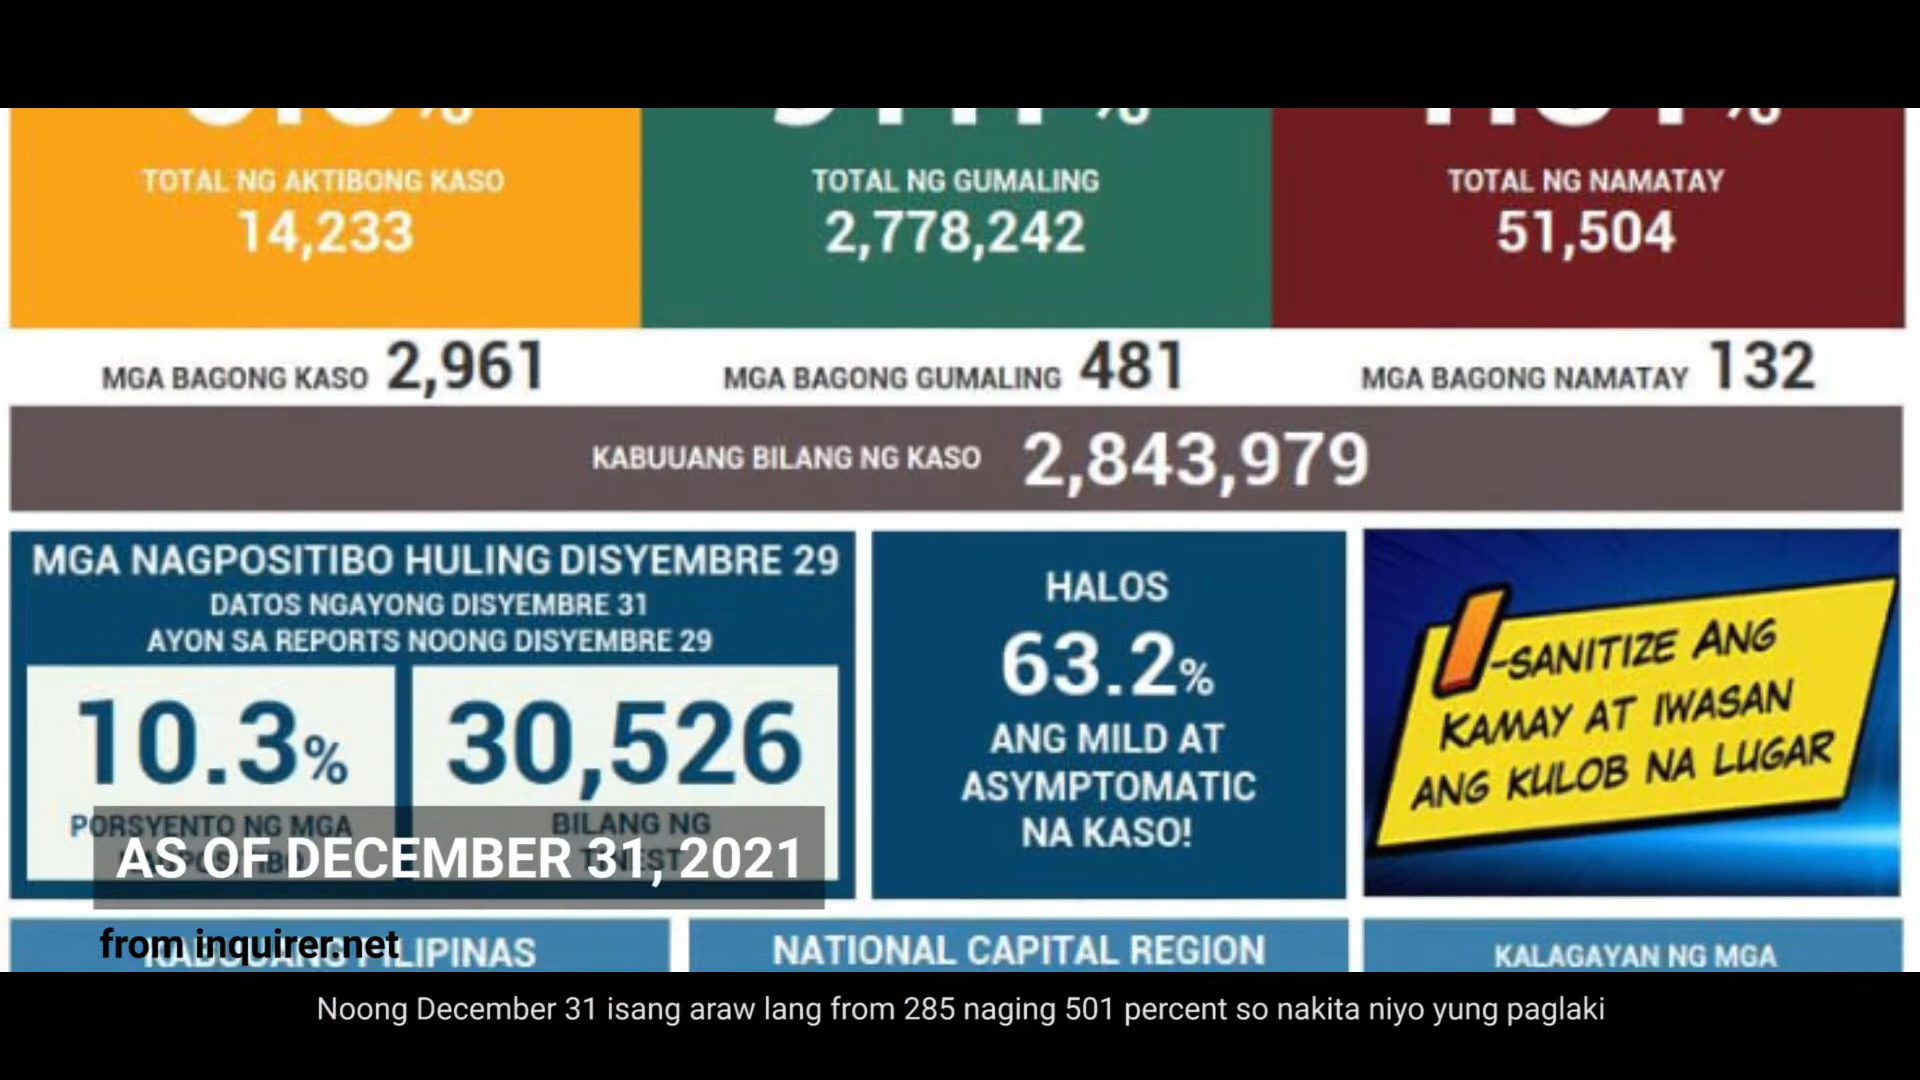 TOTAL NG AKTIBONG KASO
14,233
TOTAL NG GUMALING
2,778,242
TOTAL NG NAMATAY
51,504
MGA BAGONG KASO 2,961
MGA BAGONG GUMALING 481
MGA BAGONG NAMATAY 132
KABUUANG BILANG NG KASO 2,843,979
MGA NAGPOSITIBO HULING DISYEMBRE 29
DATOS NGAYONG DISYEMBRE 31
AYON SA REPORTS NOONG DISYEMBRE 29
10.3%
PORSYENTO NG MGA
30,526
BILANG NG
HALOS
63.2%
ANG MILD AT
ASYMPTOMATIC
NA KASO!
-SANITIZE ANG
KAMAY AT IWASAN
ANG KULOB NA LUGAR
AS OF DECEMBER 31, 2021
from inquirer.net
NATIONAL CAPITAL REGION
KALAGAYAN NG MGA
Noong December 31 isang araw lang from 285 naging 501 percent so nakita niyo yung paglaki